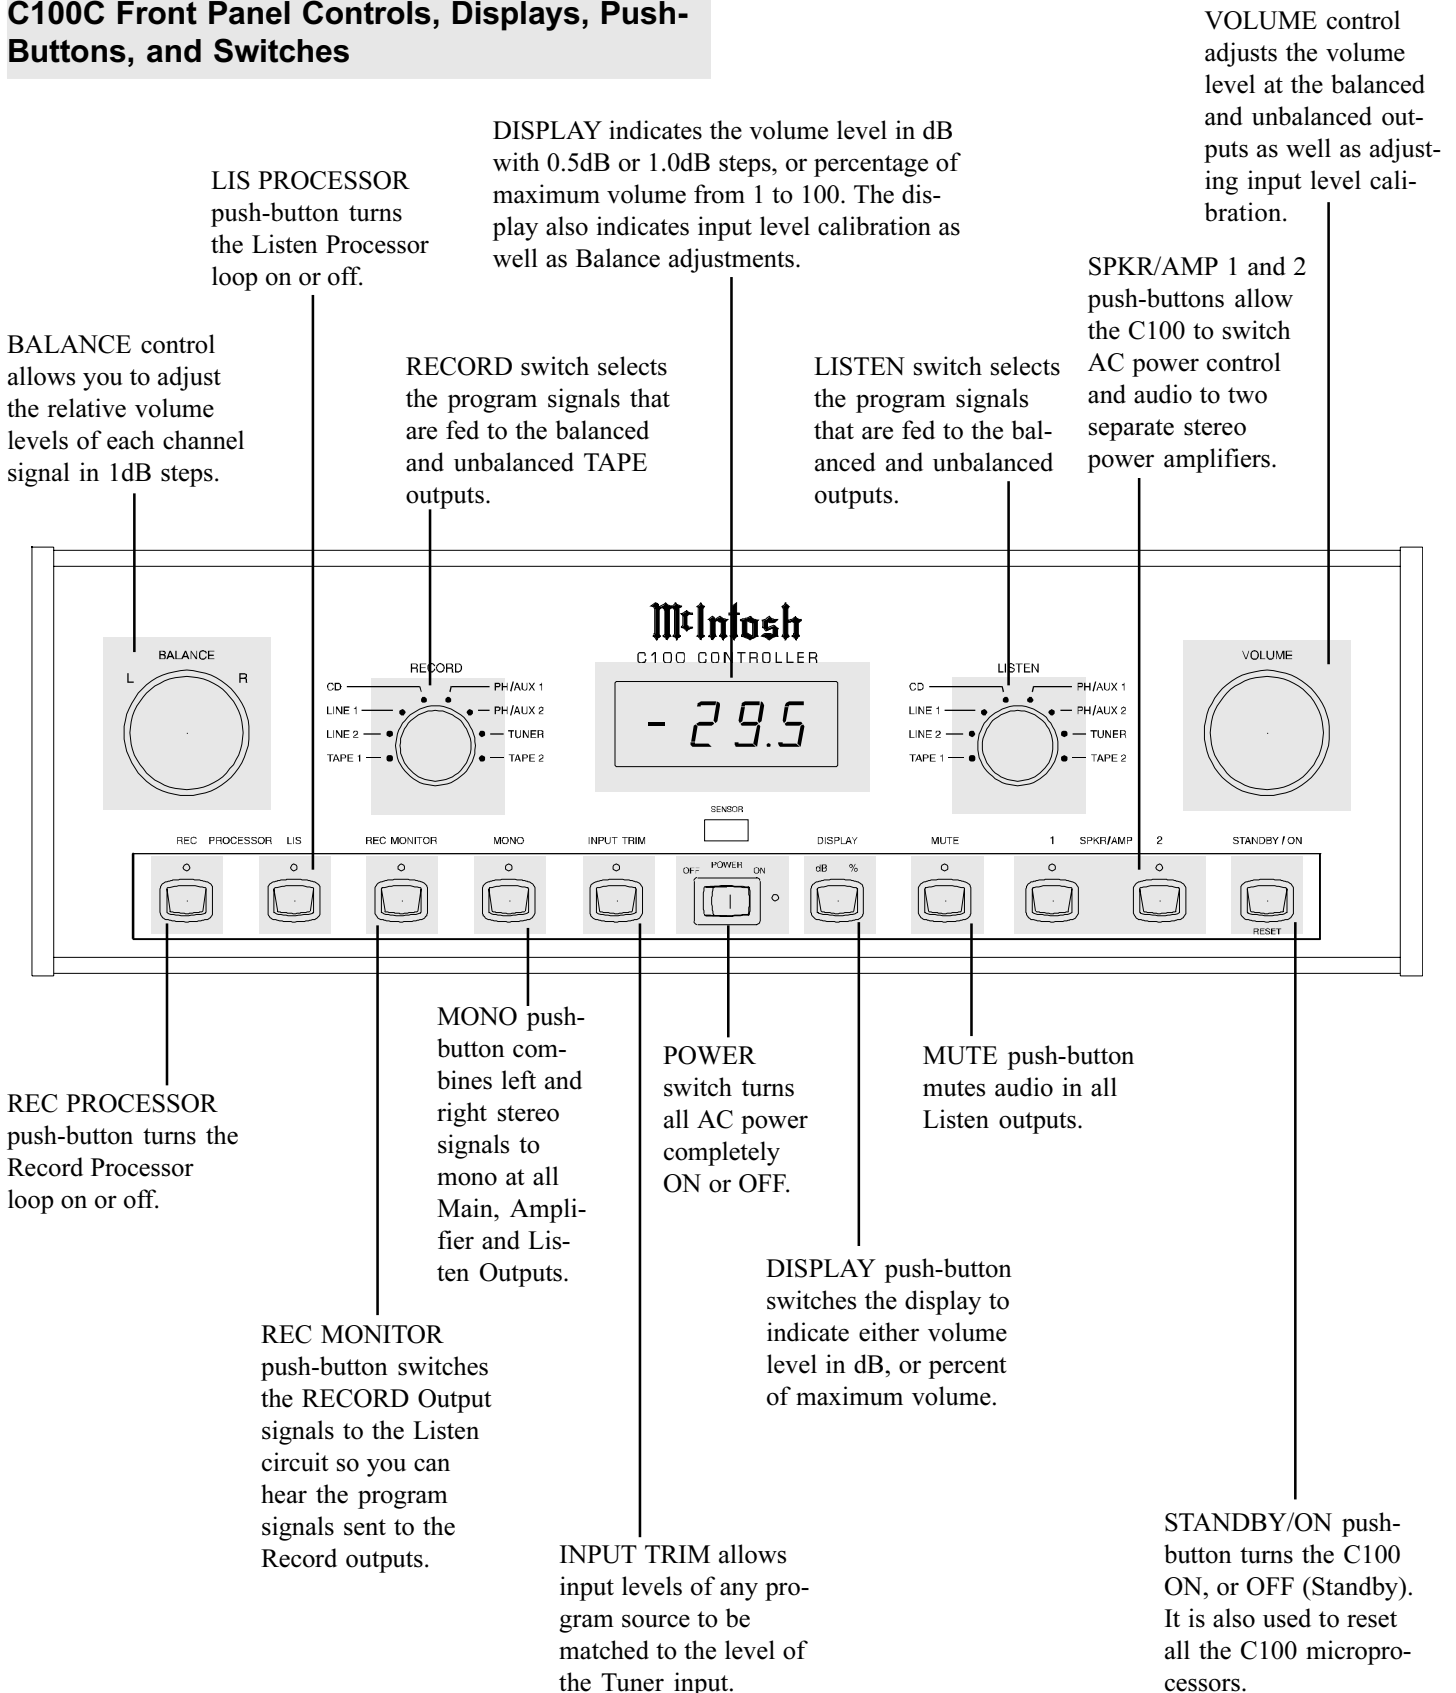 C100C Front Panel Controls, Displays, Push-
Buttons, and Switches
VOLUME control
adjusts the volume
level at the balanced
and unbalanced out-
puts as well as adjust-
ing input level cali-
bration.
DISPLAY indicates the volume level in dB
with 0.5dB or 1.0dB steps, or percentage of
maximum volume from 1 to 100. The dis-
play also indicates input level calibration as
well as Balance adjustments.
LIS PROCESSOR
push-button turns
the Listen Processor
loop on or off.
SPKR/AMP 1 and 2
push-buttons allow
the C100 to switch
AC power control
and audio to two
separate stereo
power amplifiers.
BALANCE control
allows you to adjust
the relative volume
levels of each channel
signal in 1dB steps.
RECORD switch selects
the program signals that
are fed to the balanced
and unbalanced TAPE
outputs.
LISTEN switch selects
the program signals
that are fed to the bal-
anced and unbalanced
outputs.
McIntosh
C100 CONTROLLER
BALANCE
L R
RECORD
CD PH/AUX 1
LINE 1 PH/AUX 2
LINE 2 TUNER
TAPE 1 TAPE 2
- 29.5
LISTEN
CD PH/AUX 1
LINE 1 PH/AUX 2
LINE 2 TUNER
TAPE 1 TAPE 2
VOLUME
SENSOR
REC PROCESSOR LIS REC MONITOR MONO INPUT TRIM DISPLAY MUTE 1 SPKR/AMP 2 STANDBY / ON
OFF POWER ON dB %
RESET
MONO push-
button com-
bines left and
right stereo
signals to
mono at all
Main, Ampli-
fier and Lis-
ten Outputs.
POWER
switch turns
all AC power
completely
ON or OFF.
MUTE push-button
mutes audio in all
Listen outputs.
REC PROCESSOR
push-button turns the
Record Processor
loop on or off.
DISPLAY push-button
switches the display to
indicate either volume
level in dB, or percent
of maximum volume.
REC MONITOR
push-button switches
the RECORD Output
signals to the Listen
circuit so you can
hear the program
signals sent to the
Record outputs.
INPUT TRIM allows
input levels of any pro-
gram source to be
matched to the level of
the Tuner input.
STANDBY/ON push-
button turns the C100
ON, or OFF (Standby).
It is also used to reset
all the C100 micropro-
cessors.